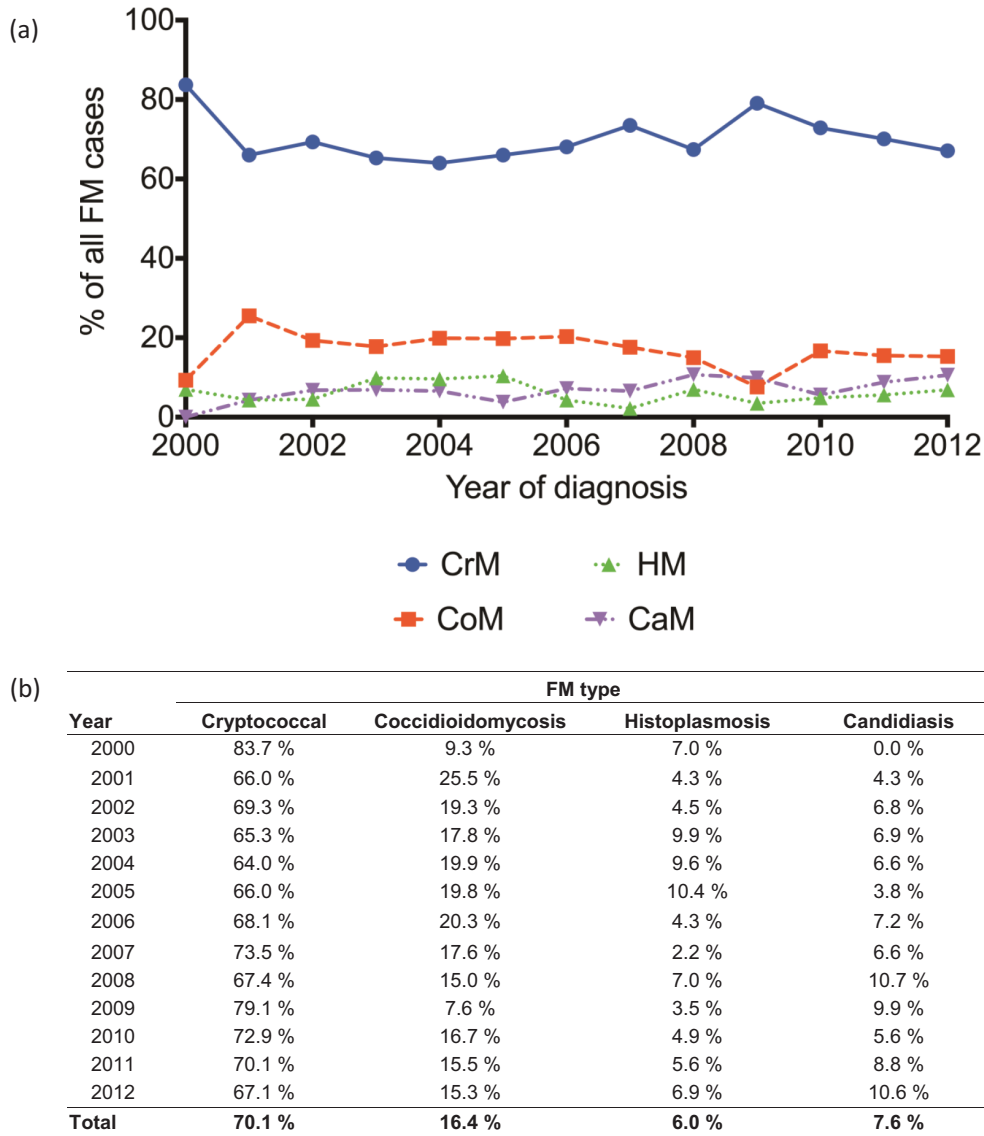 (a)
100
80
60
40
20
0
% of all FM cases
2000 2002 2004 2006 2008 2010 2012
Year of diagnosis
CrM HM
CoM CaM
(b)
FM type
Year Cryptococcal Coccidioidomycosis Histoplasmosis Candidiasis
2000 83.7 % 9.3 % 7.0 % 0.0 %
2001 66.0 % 25.5 % 4.3 % 4.3 %
2002 69.3 % 19.3 % 4.5 % 6.8 %
2003 65.3 % 17.8 % 9.9 % 6.9 %
2004 64.0 % 19.9 % 9.6 % 6.6 %
2005 66.0 % 19.8 % 10.4 % 3.8 %
2006 68.1 % 20.3 % 4.3 % 7.2 %
2007 73.5 % 17.6 % 2.2 % 6.6 %
2008 67.4 % 15.0 % 7.0 % 10.7 %
2009 79.1 % 7.6 % 3.5 % 9.9 %
2010 72.9 % 16.7 % 4.9 % 5.6 %
2011 70.1 % 15.5 % 5.6 % 8.8 %
2012 67.1 % 15.3 % 6.9 % 10.6 %
Total 70.1 % 16.4 % 6.0 % 7.6 %